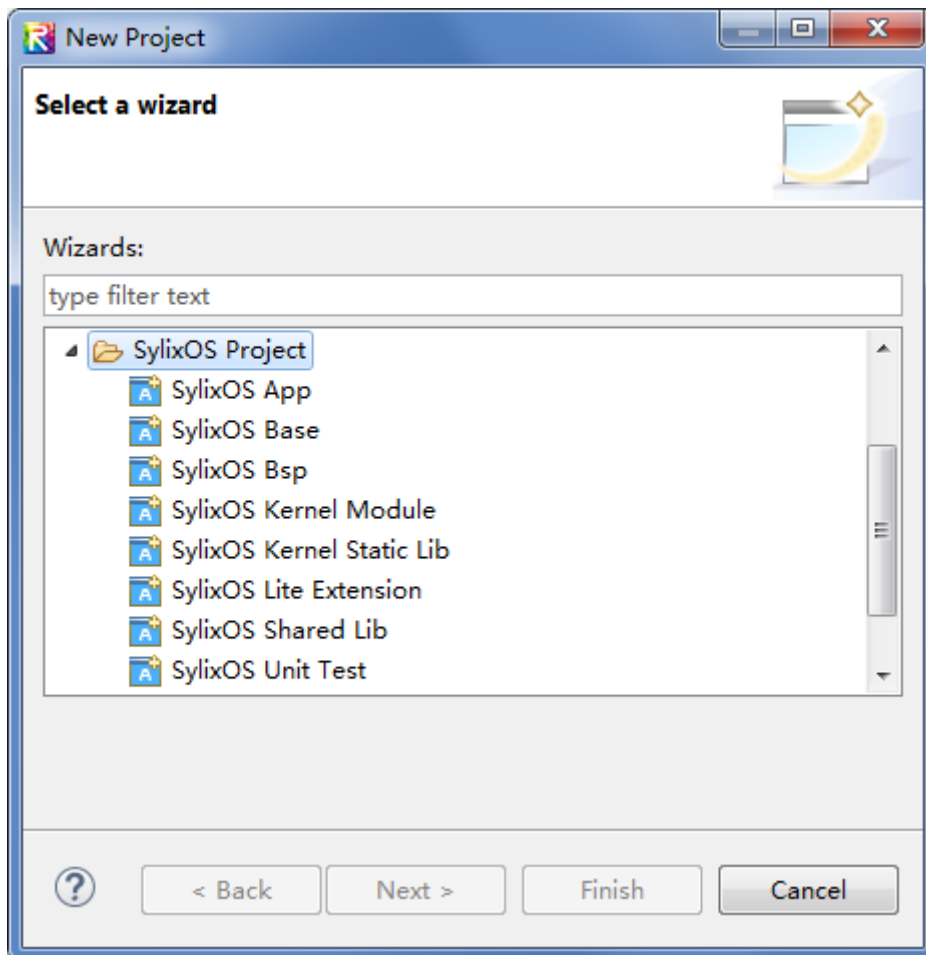 New Project
Select a wizard
Wizards:
type filter text
SylixOS Project
SylixOS App
SylixOS Base
SylixOS Bsp
SylixOS Kernel Module
SylixOS Kernel Static Lib
SylixOS Lite Extension
SylixOS Shared Lib
SylixOS Unit Test
< Back Next > Finish Cancel